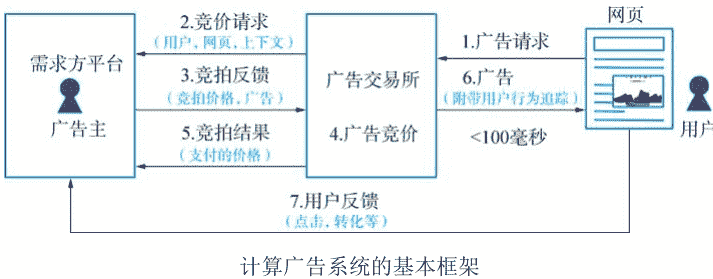 网页
2.竞价请求
(用户,网页,上下文)
1.广告请求
需求方平台
3.竞拍反馈
(竞拍价格,广告)
广告交易所
6.广告
(附带用户行为追踪)
广告主
5.竞拍结果
(支付的价格)
4.广告竞价
<100毫秒
用户
7.用户反馈
(点击,转化等)
计算广告系统的基本框架